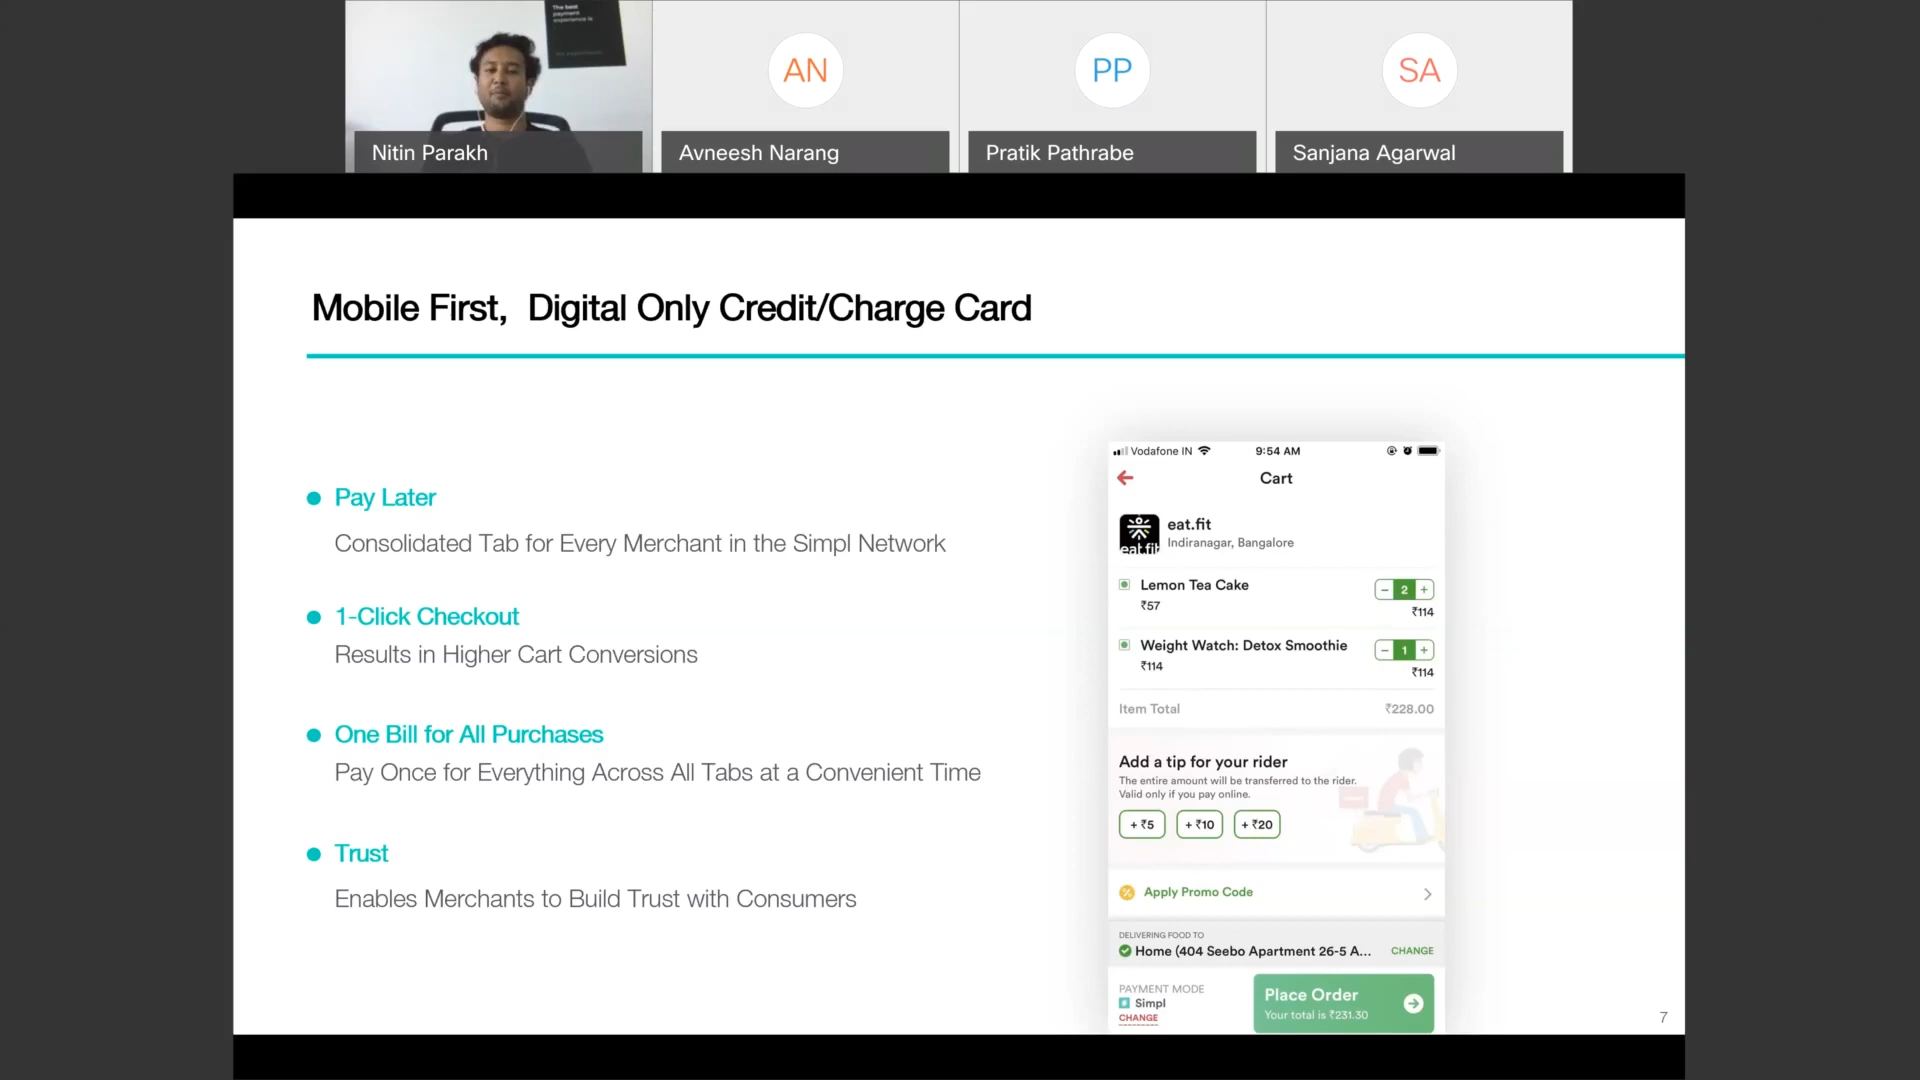 The best
payment
experience is
AN
PP
SA
Nitin Parakh
Avneesh Narang
Pratik Pathrabe
Sanjana Agarwal
Mobile First, Digital Only Credit/Charge Card
Pay Later
Consolidated Tab for Every Merchant in the Simpl Network
1-Click Checkout
Results in Higher Cart Conversions
One Bill for All Purchases
Pay Once for Everything Across All Tabs at a Convenient Time
Trust
Enables Merchants to Build Trust with Consumers
Vodafone IN 9:54 AM
Cart
eat.fit
eat.fit
Indiranagar, Bangalore
Lemon Tea Cake
− 2 +
₹57
₹114
Weight Watch: Detox Smoothie
− 1 +
₹114
₹114
Item Total ₹228.00
Add a tip for your rider
The entire amount will be transferred to the rider.
Valid only if you pay online.
+ ₹5 + ₹10 + ₹20
% Apply Promo Code
DELIVERING FOOD TO
Home (404 Seebo Apartment 26-5 A... CHANGE
PAYMENT MODE
Simpl
CHANGE
Place Order
Your total is ₹231.30
7